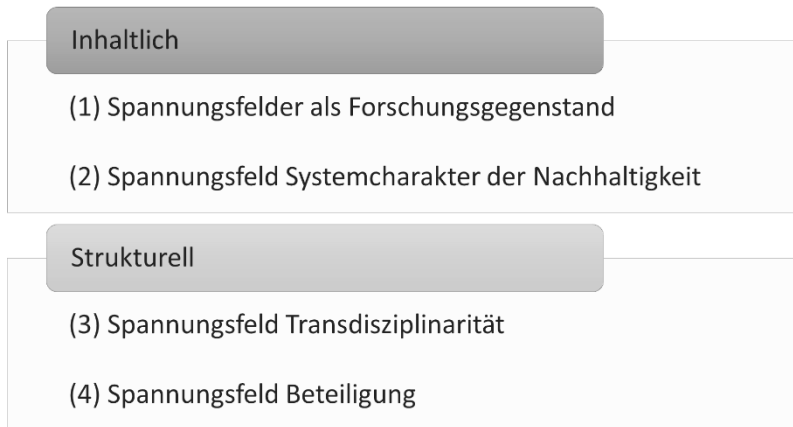 Inhaltlich
(1) Spannungsfelder als Forschungsgegenstand
(2) Spannungsfeld Systemcharakter der Nachhaltigkeit
Strukturell
(3) Spannungsfeld Transdisziplinarität
(4) Spannungsfeld Beteiligung